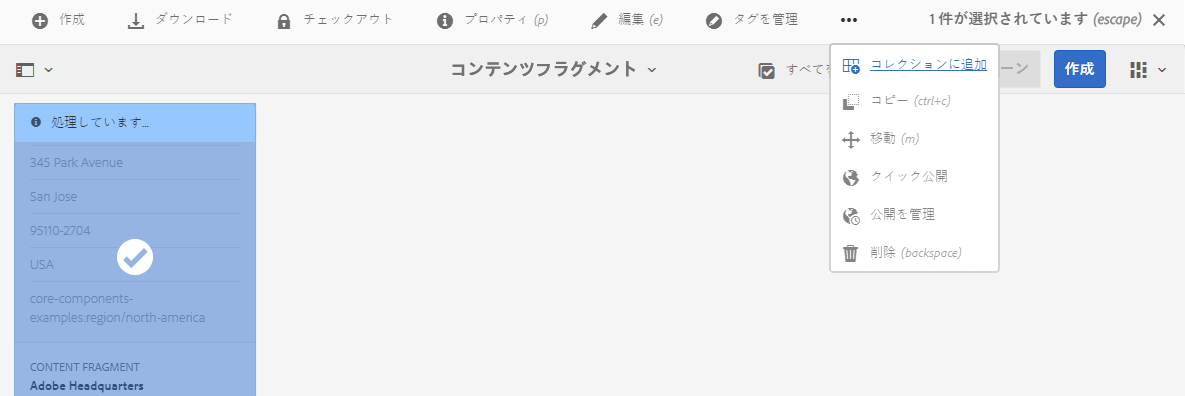 作成 ダウンロード チェックアウト プロパティ (p) 編集 (e) タグを管理 ••• 1 件が選択されています (escape)
コンテンツフラグメント すべてを ーン 作成
コレクションに追加
コピー (ctrl+c)
移動 (m)
クイック公開
公開を管理
削除 (backspace)
処理しています...
345 Park Avenue
San Jose
95110-2704
USA
core-components-
examples:region/north-america
CONTENT FRAGMENT
Adobe Headquarters